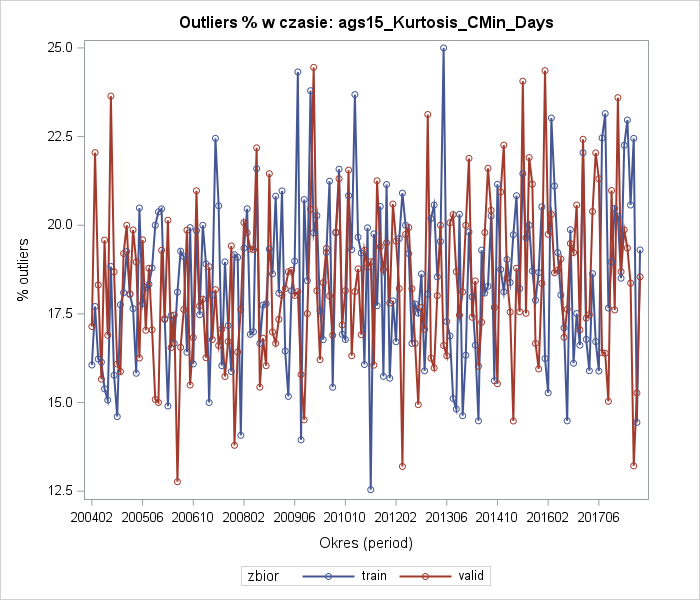 Outliers % w czasie: ags15_Kurtosis_CMin_Days
% outliers
25.0
22.5
20.0
17.5
15.0
12.5
200402 200506 200610 200802 200906 201010 201202 201306 201410 201602 201706
Okres (period)
zbior train valid